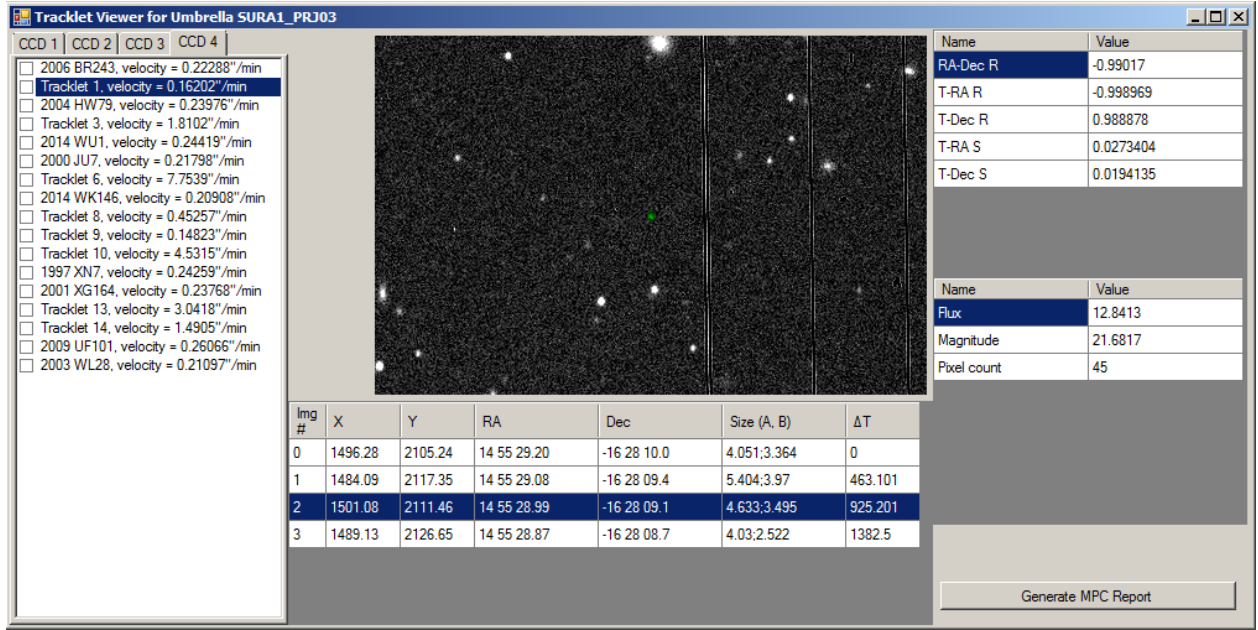 Tracklet Viewer for Umbrella SURA1_PRJ03
CCD 1 CCD 2 CCD 3 CCD 4
2006 BR243, velocity = 0.22288"/min
Tracklet 1, velocity = 0.16202"/min
2004 HW79, velocity = 0.23976"/min
Tracklet 3, velocity = 1.8102"/min
2014 WU1, velocity = 0.24419"/min
2000 JU7, velocity = 0.21798"/min
Tracklet 6, velocity = 7.7539"/min
2014 WK146, velocity = 0.20908"/min
Tracklet 8, velocity = 0.45257"/min
Tracklet 9, velocity = 0.14823"/min
Tracklet 10, velocity = 4.5315"/min
1997 XN7, velocity = 0.24259"/min
2001 XG164, velocity = 0.23768"/min
Tracklet 13, velocity = 3.0418"/min
Tracklet 14, velocity = 1.4905"/min
2009 UF101, velocity = 0.26066"/min
2003 WL28, velocity = 0.21097"/min
Name Value
RA-Dec R -0.99017
T-RA R -0.998969
T-Dec R 0.988878
T-RA S 0.0273404
T-Dec S 0.0194135
Name Value
Flux 12.8413
Magnitude 21.6817
Pixel count 45
Img # X Y RA Dec Size (A, B) ΔT
0 1496.28 2105.24 14 55 29.20 -16 28 10.0 4.051;3.364 0
1 1484.09 2117.35 14 55 29.08 -16 28 09.4 5.404;3.97 463.101
2 1501.08 2111.46 14 55 28.99 -16 28 09.1 4.633;3.495 925.201
3 1489.13 2126.65 14 55 28.87 -16 28 08.7 4.03;2.522 1382.5
Generate MPC Report